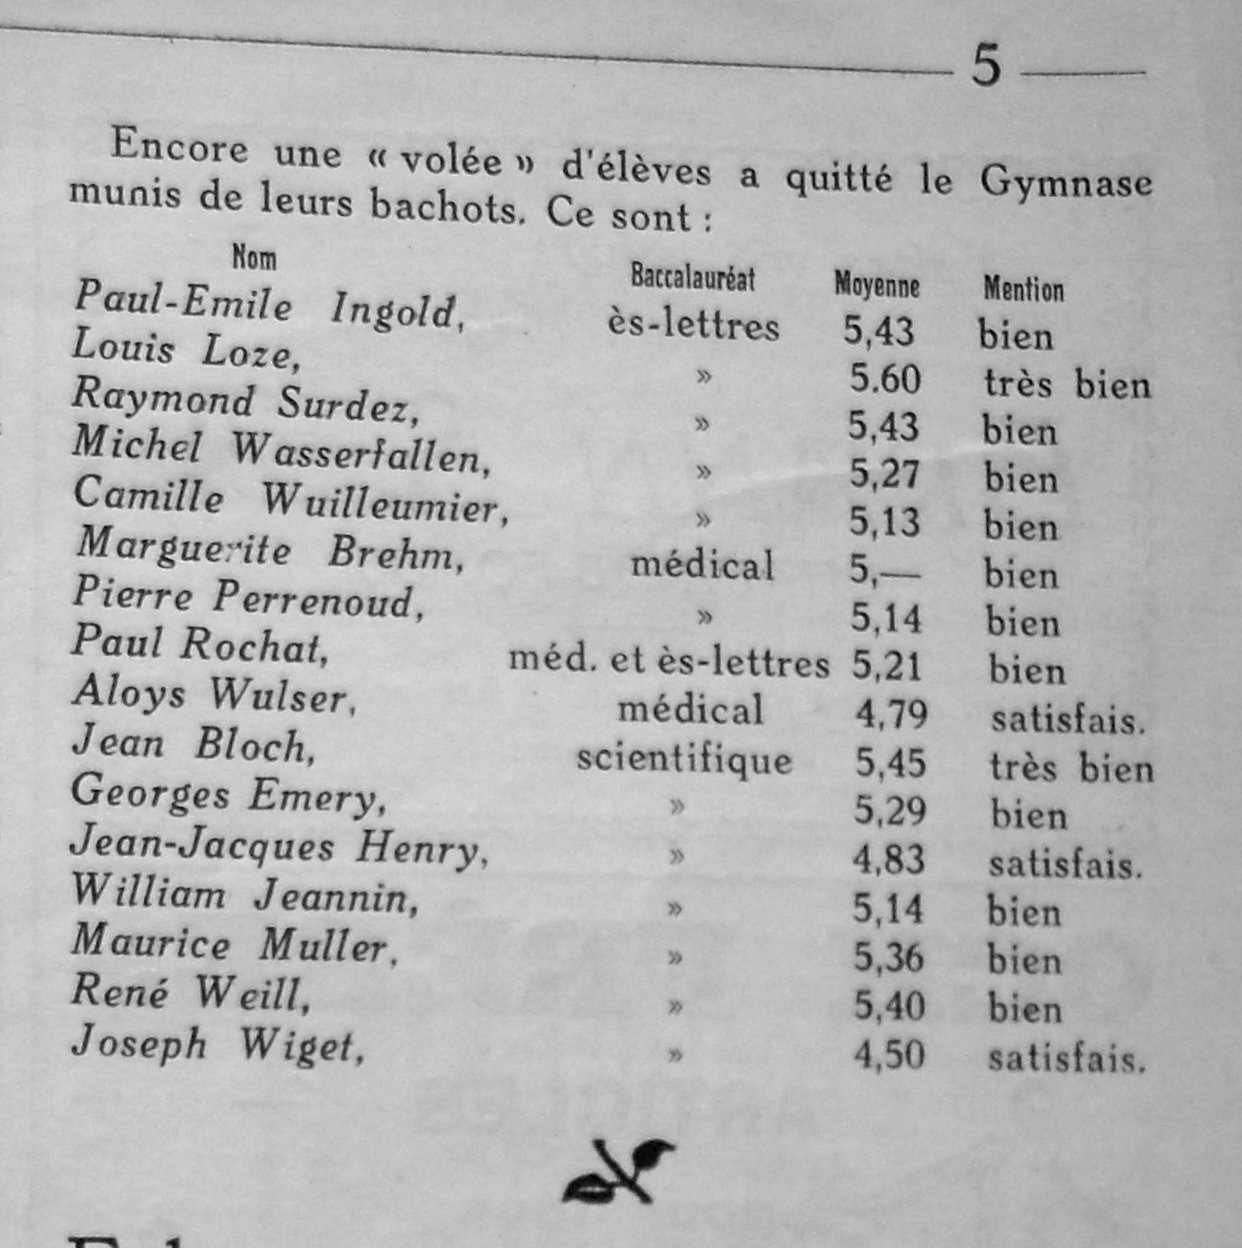 5
Encore une « volée » d'élèves a quitté le Gymnase
munis de leurs bachots. Ce sont :
Nom Baccalauréat Moyenne Mention
Paul-Emile Ingold, ès-lettres 5,43 bien
Louis Loze, » 5.60 très bien
Raymond Surdez, » 5,43 bien
Michel Wasserfallen, » 5,27 bien
Camille Wuilleumier, » 5,13 bien
Marguerite Brehm, médical 5,— bien
Pierre Perrenoud, » 5,14 bien
Paul Rochat, méd. et ès-lettres 5,21 bien
Aloys Wulser, médical 4,79 satisfais.
Jean Bloch, scientifique 5,45 très bien
Georges Emery, » 5,29 bien
Jean-Jacques Henry, » 4,83 satisfais.
William Jeannin, » 5,14 bien
Maurice Muller, » 5,36 bien
René Weill, » 5,40 bien
Joseph Wiget, » 4,50 satisfais.